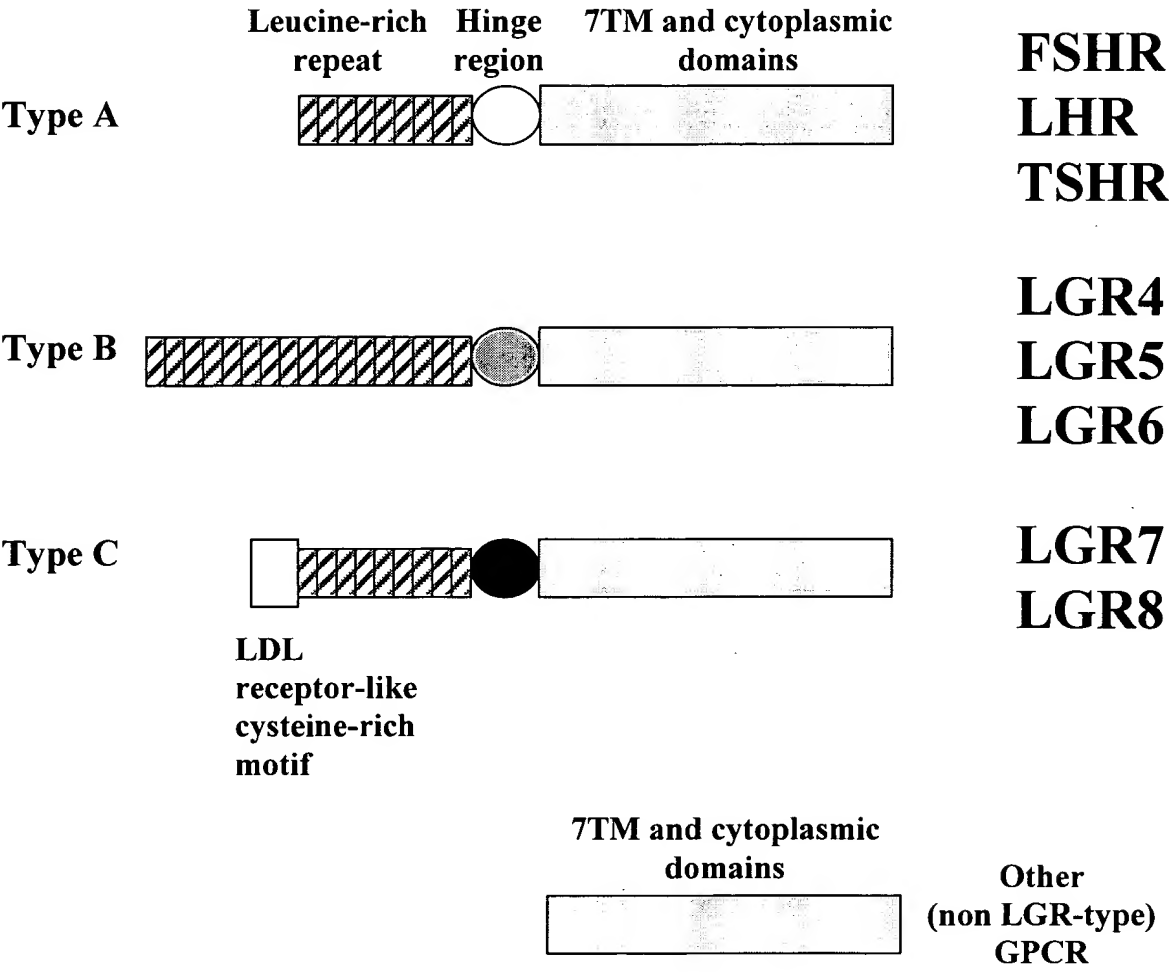 Leucine-rich repeat
Hinge region
7TM and cytoplasmic domains
Type A
FSHR
LHR
TSHR
Type B
LGR4
LGR5
LGR6
Type C
LGR7
LGR8
LDL
receptor-like
cysteine-rich
motif
7TM and cytoplasmic
domains
Other
(non LGR-type)
GPCR